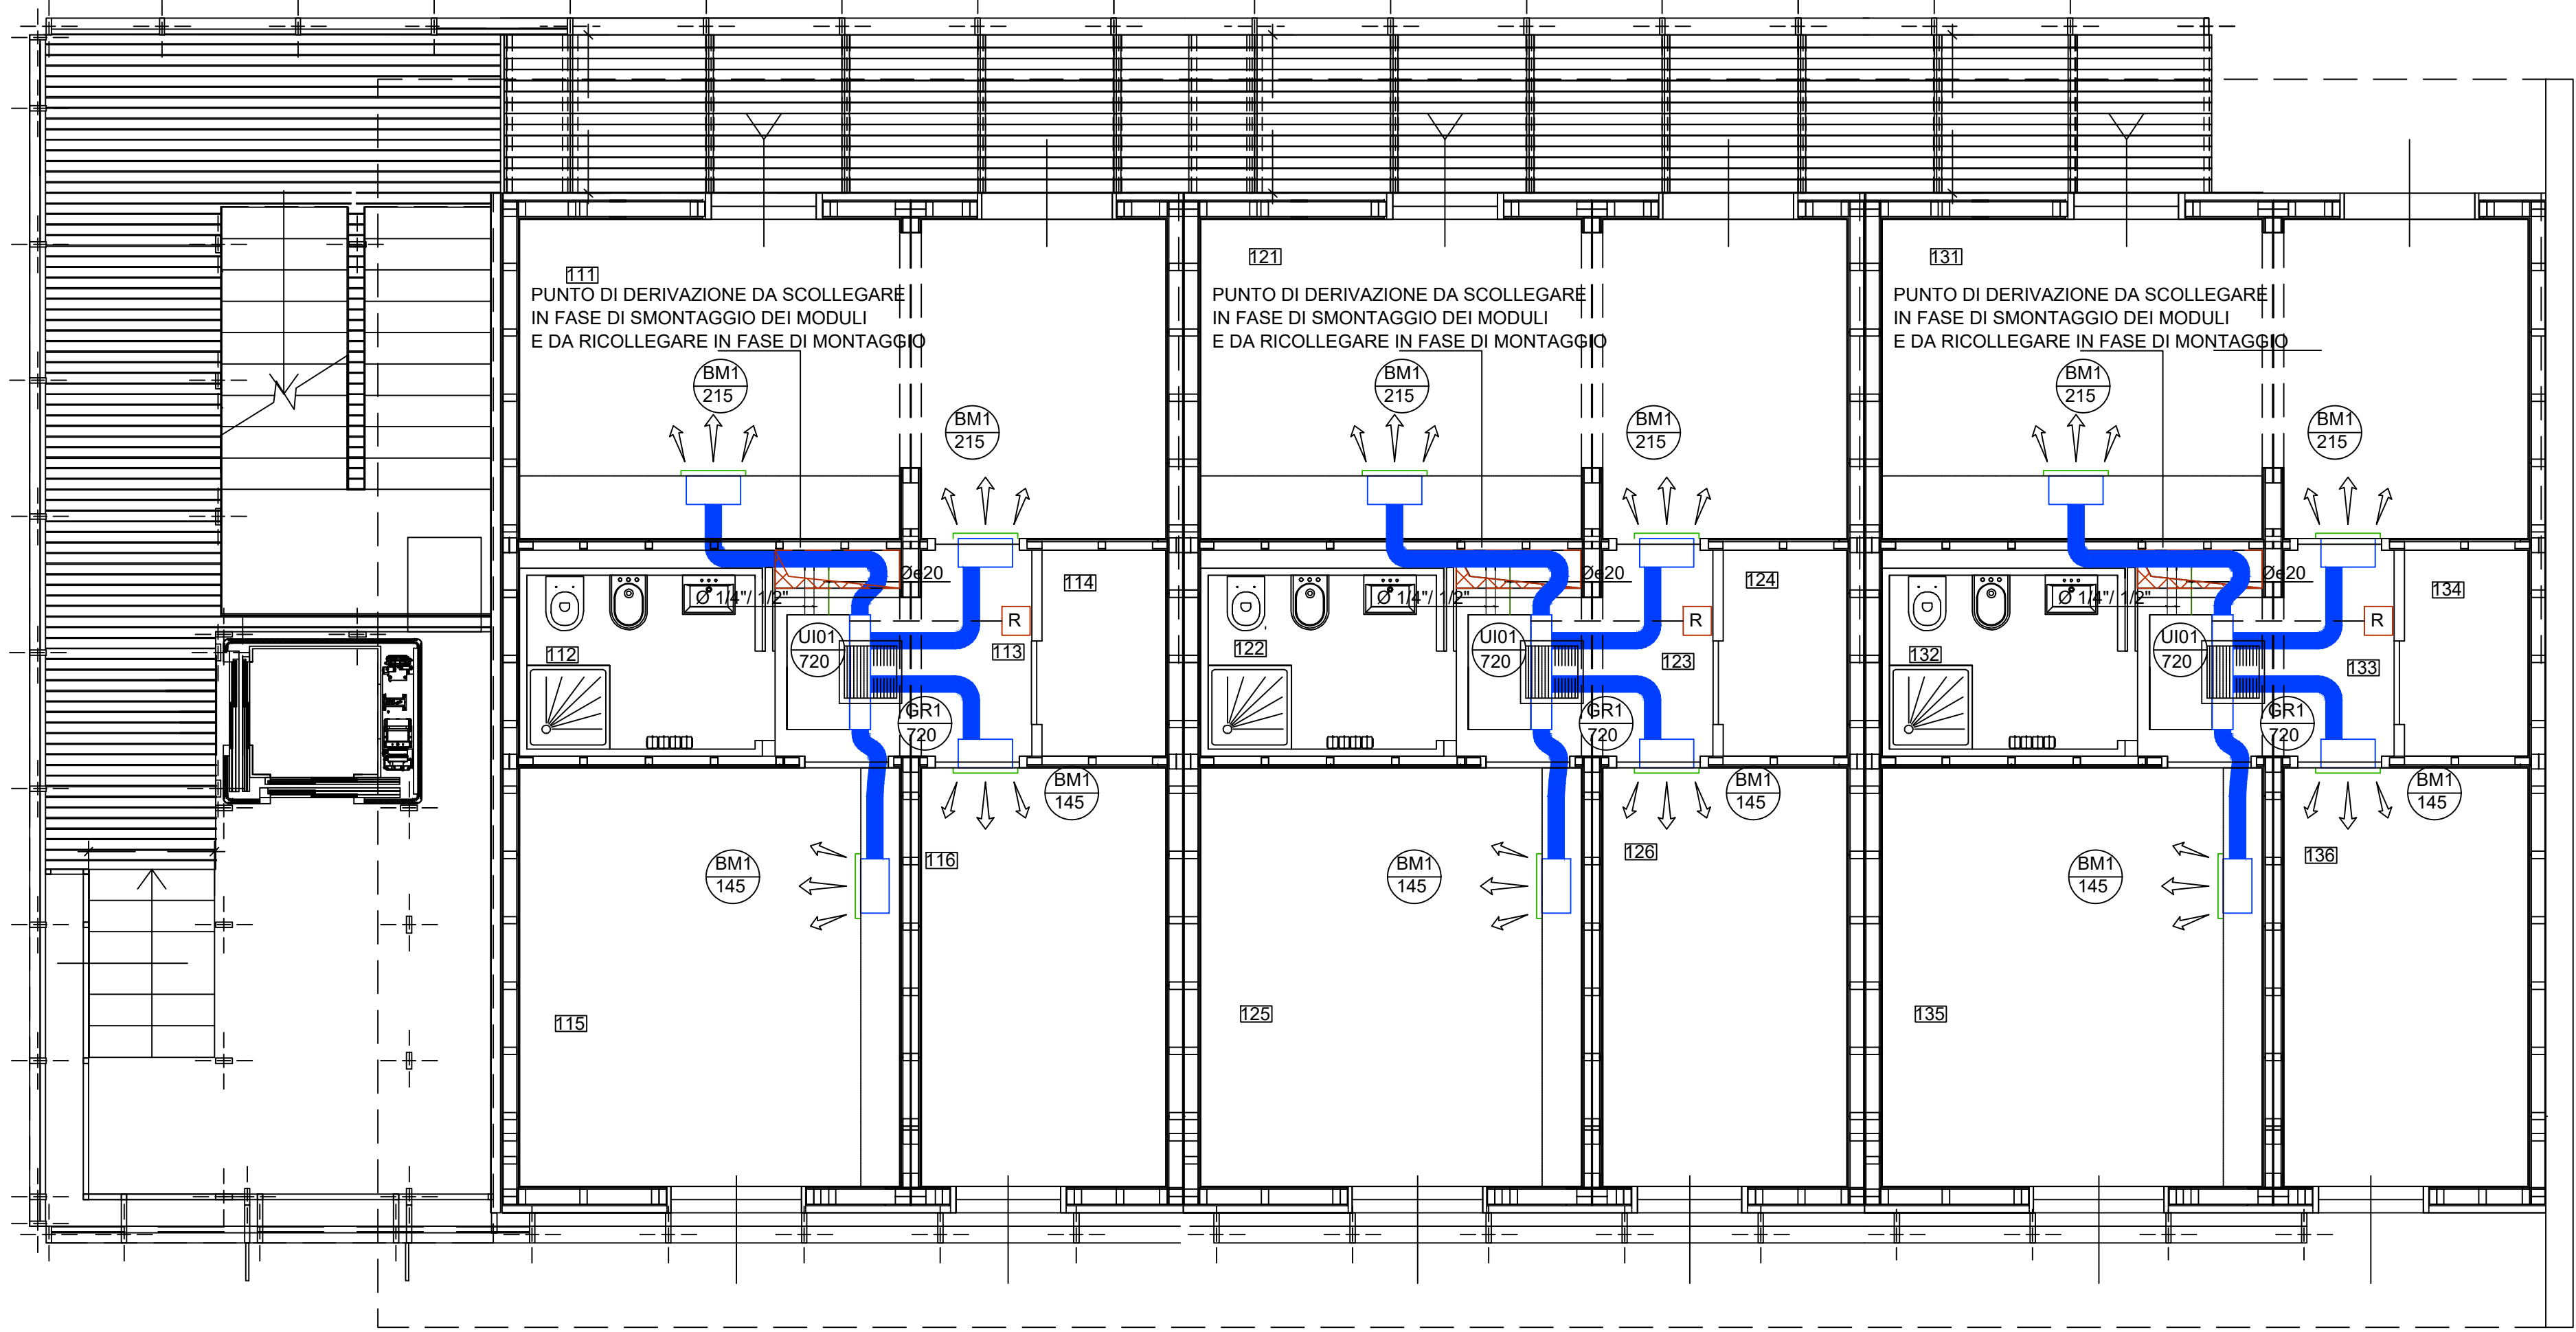 111
PUNTO DI DERIVAZIONE DA SCOLLEGARE
IN FASE DI SMONTAGGIO DEI MODULI
E DA RICOLLEGARE IN FASE DI MONTAGGIO
121
PUNTO DI DERIVAZIONE DA SCOLLEGARE
IN FASE DI SMONTAGGIO DEI MODULI
E DA RICOLLEGARE IN FASE DI MONTAGGIO
131
PUNTO DI DERIVAZIONE DA SCOLLEGARE
IN FASE DI SMONTAGGIO DEI MODULI
E DA RICOLLEGARE IN FASE DI MONTAGGIO
BM1
215
BM1
215
BM1
215
BM1
215
BM1
215
BM1
215
Øe20
114
Ø 1/4"/ 1/2"
R
UI01
720
112
113
GR1
720
Øe20
124
Ø 1/4"/ 1/2"
R
UI01
720
122
123
GR1
720
Øe20
134
Ø 1/4"/ 1/2"
R
UI01
720
132
133
GR1
720
BM1
145
BM1
145
BM1
145
BM1
145
116
BM1
145
126
BM1
145
136
115
125
135